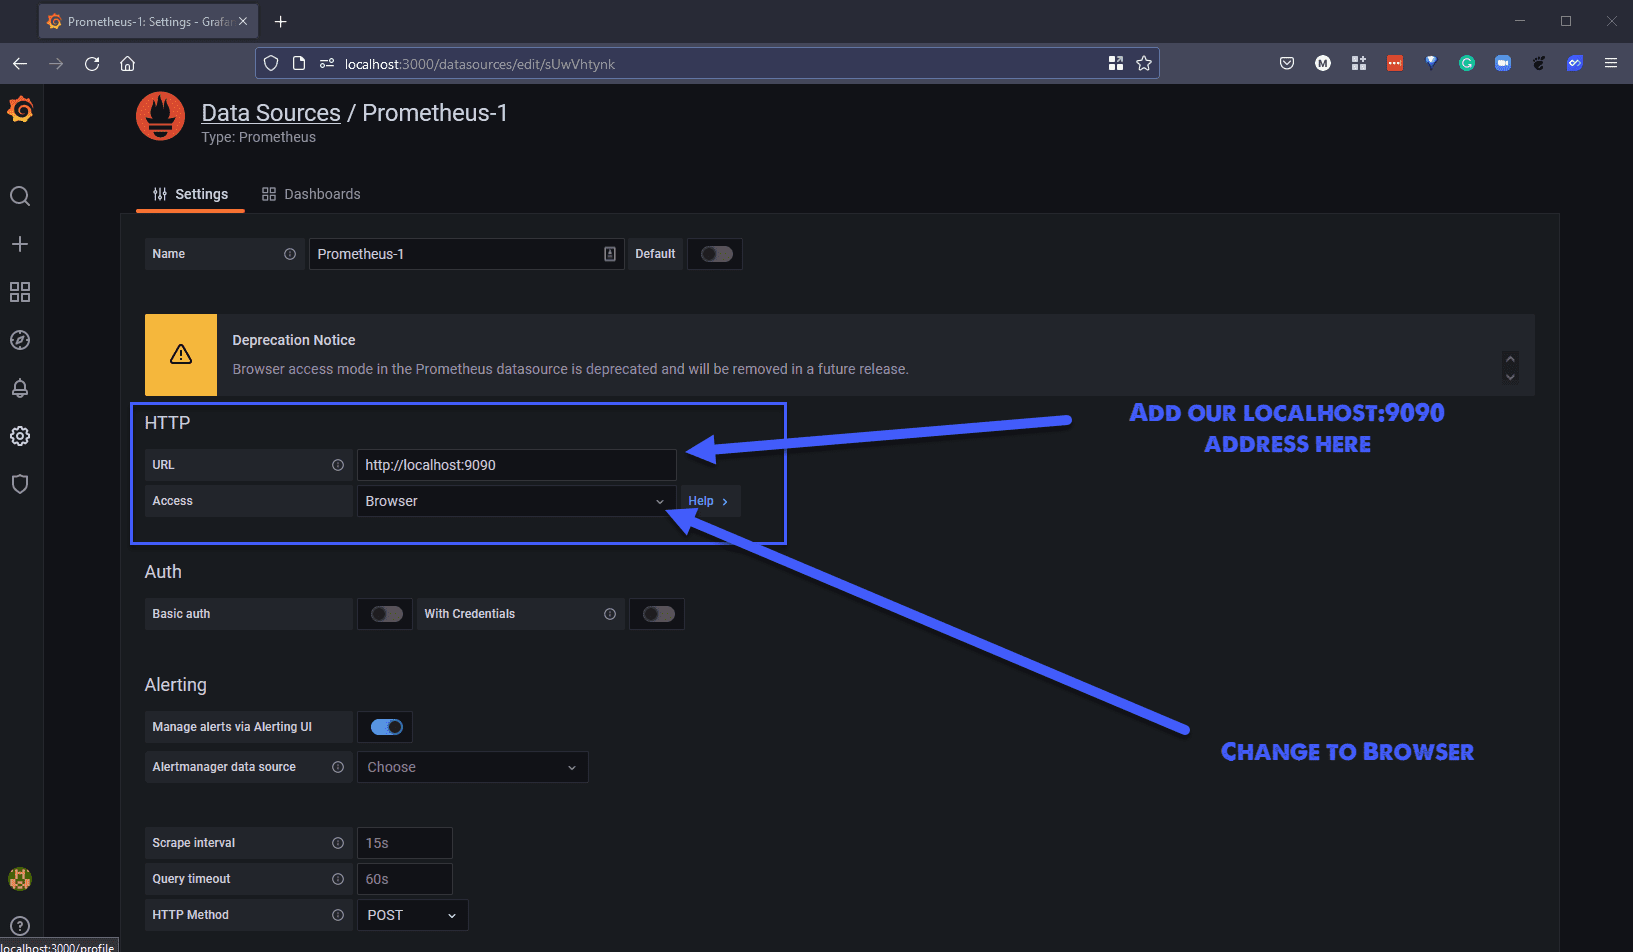 Prometheus-1: Settings - Grafan
localhost:3000/datasources/edit/sUwVhtynk
M
Data Sources / Prometheus-1
Type: Prometheus
Settings
Dashboards
Name
Prometheus-1
Default
Deprecation Notice
Browser access mode in the Prometheus datasource is deprecated and will be removed in a future release.
HTTP
Add our localhost:9090
address here
URL
http://localhost:9090
Access
Browser
Help
Auth
Basic auth
With Credentials
Alerting
Manage alerts via Alerting UI
Change to Browser
Alertmanager data source
Choose
Scrape interval
15s
Query timeout
60s
HTTP Method
POST
localhost:3000/profile